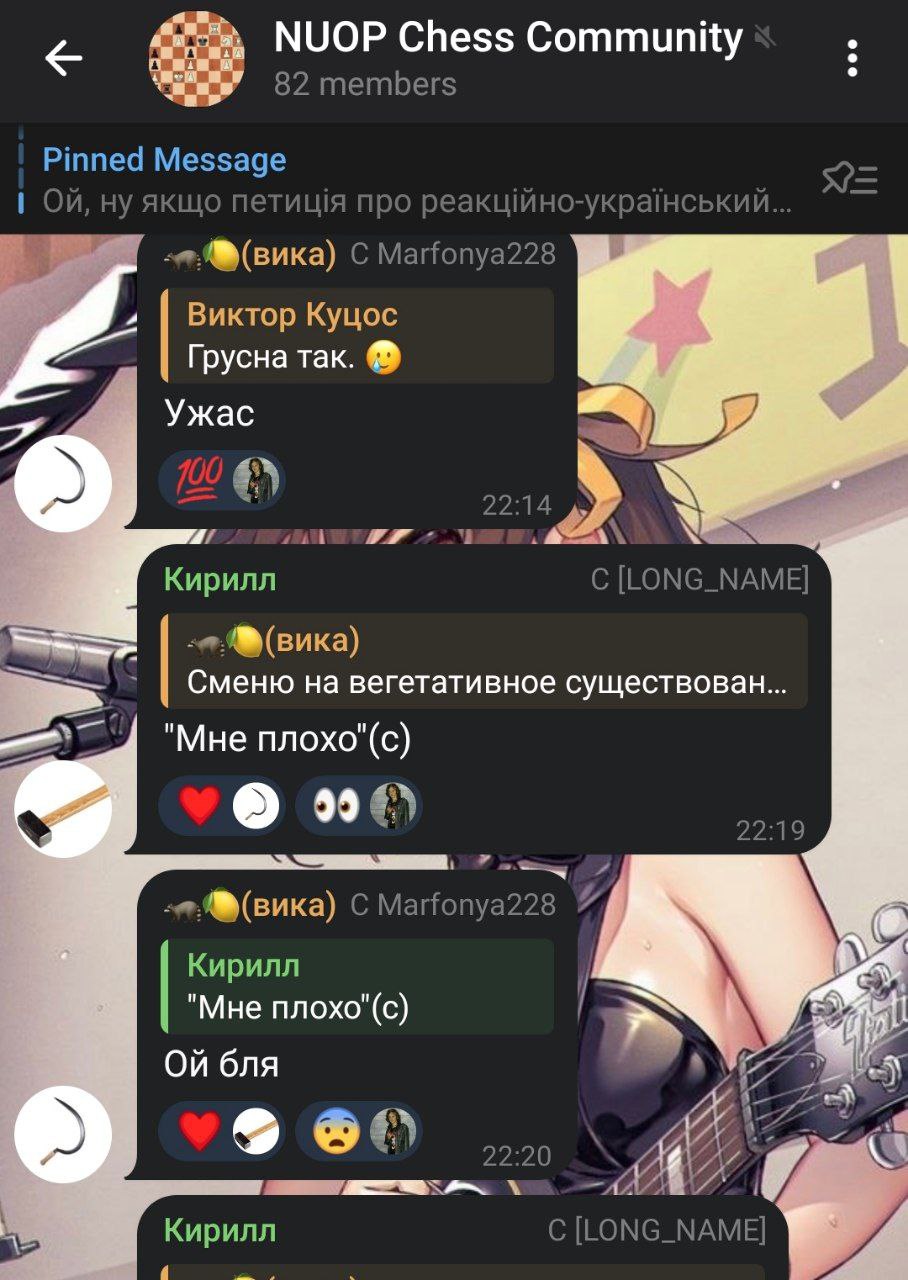 NUOP Chess Community
82 members
Pinned Message
Ой, ну якщо петиція про реакційно-український...
🦡🍋(вика) С Marfonya228
Виктор Куцос
Грусна так. 🥲
Ужас
💯
22:14
Кирилл С [LONG_NAME]
🦡🍋(вика)
Сменю на вегетативное существован...
"Мне плохо"(с)
22:19
🦡🍋(вика) С Marfonya228
Кирилл
"Мне плохо"(с)
Ой бля
22:20
Кирилл С [LONG_NAME]